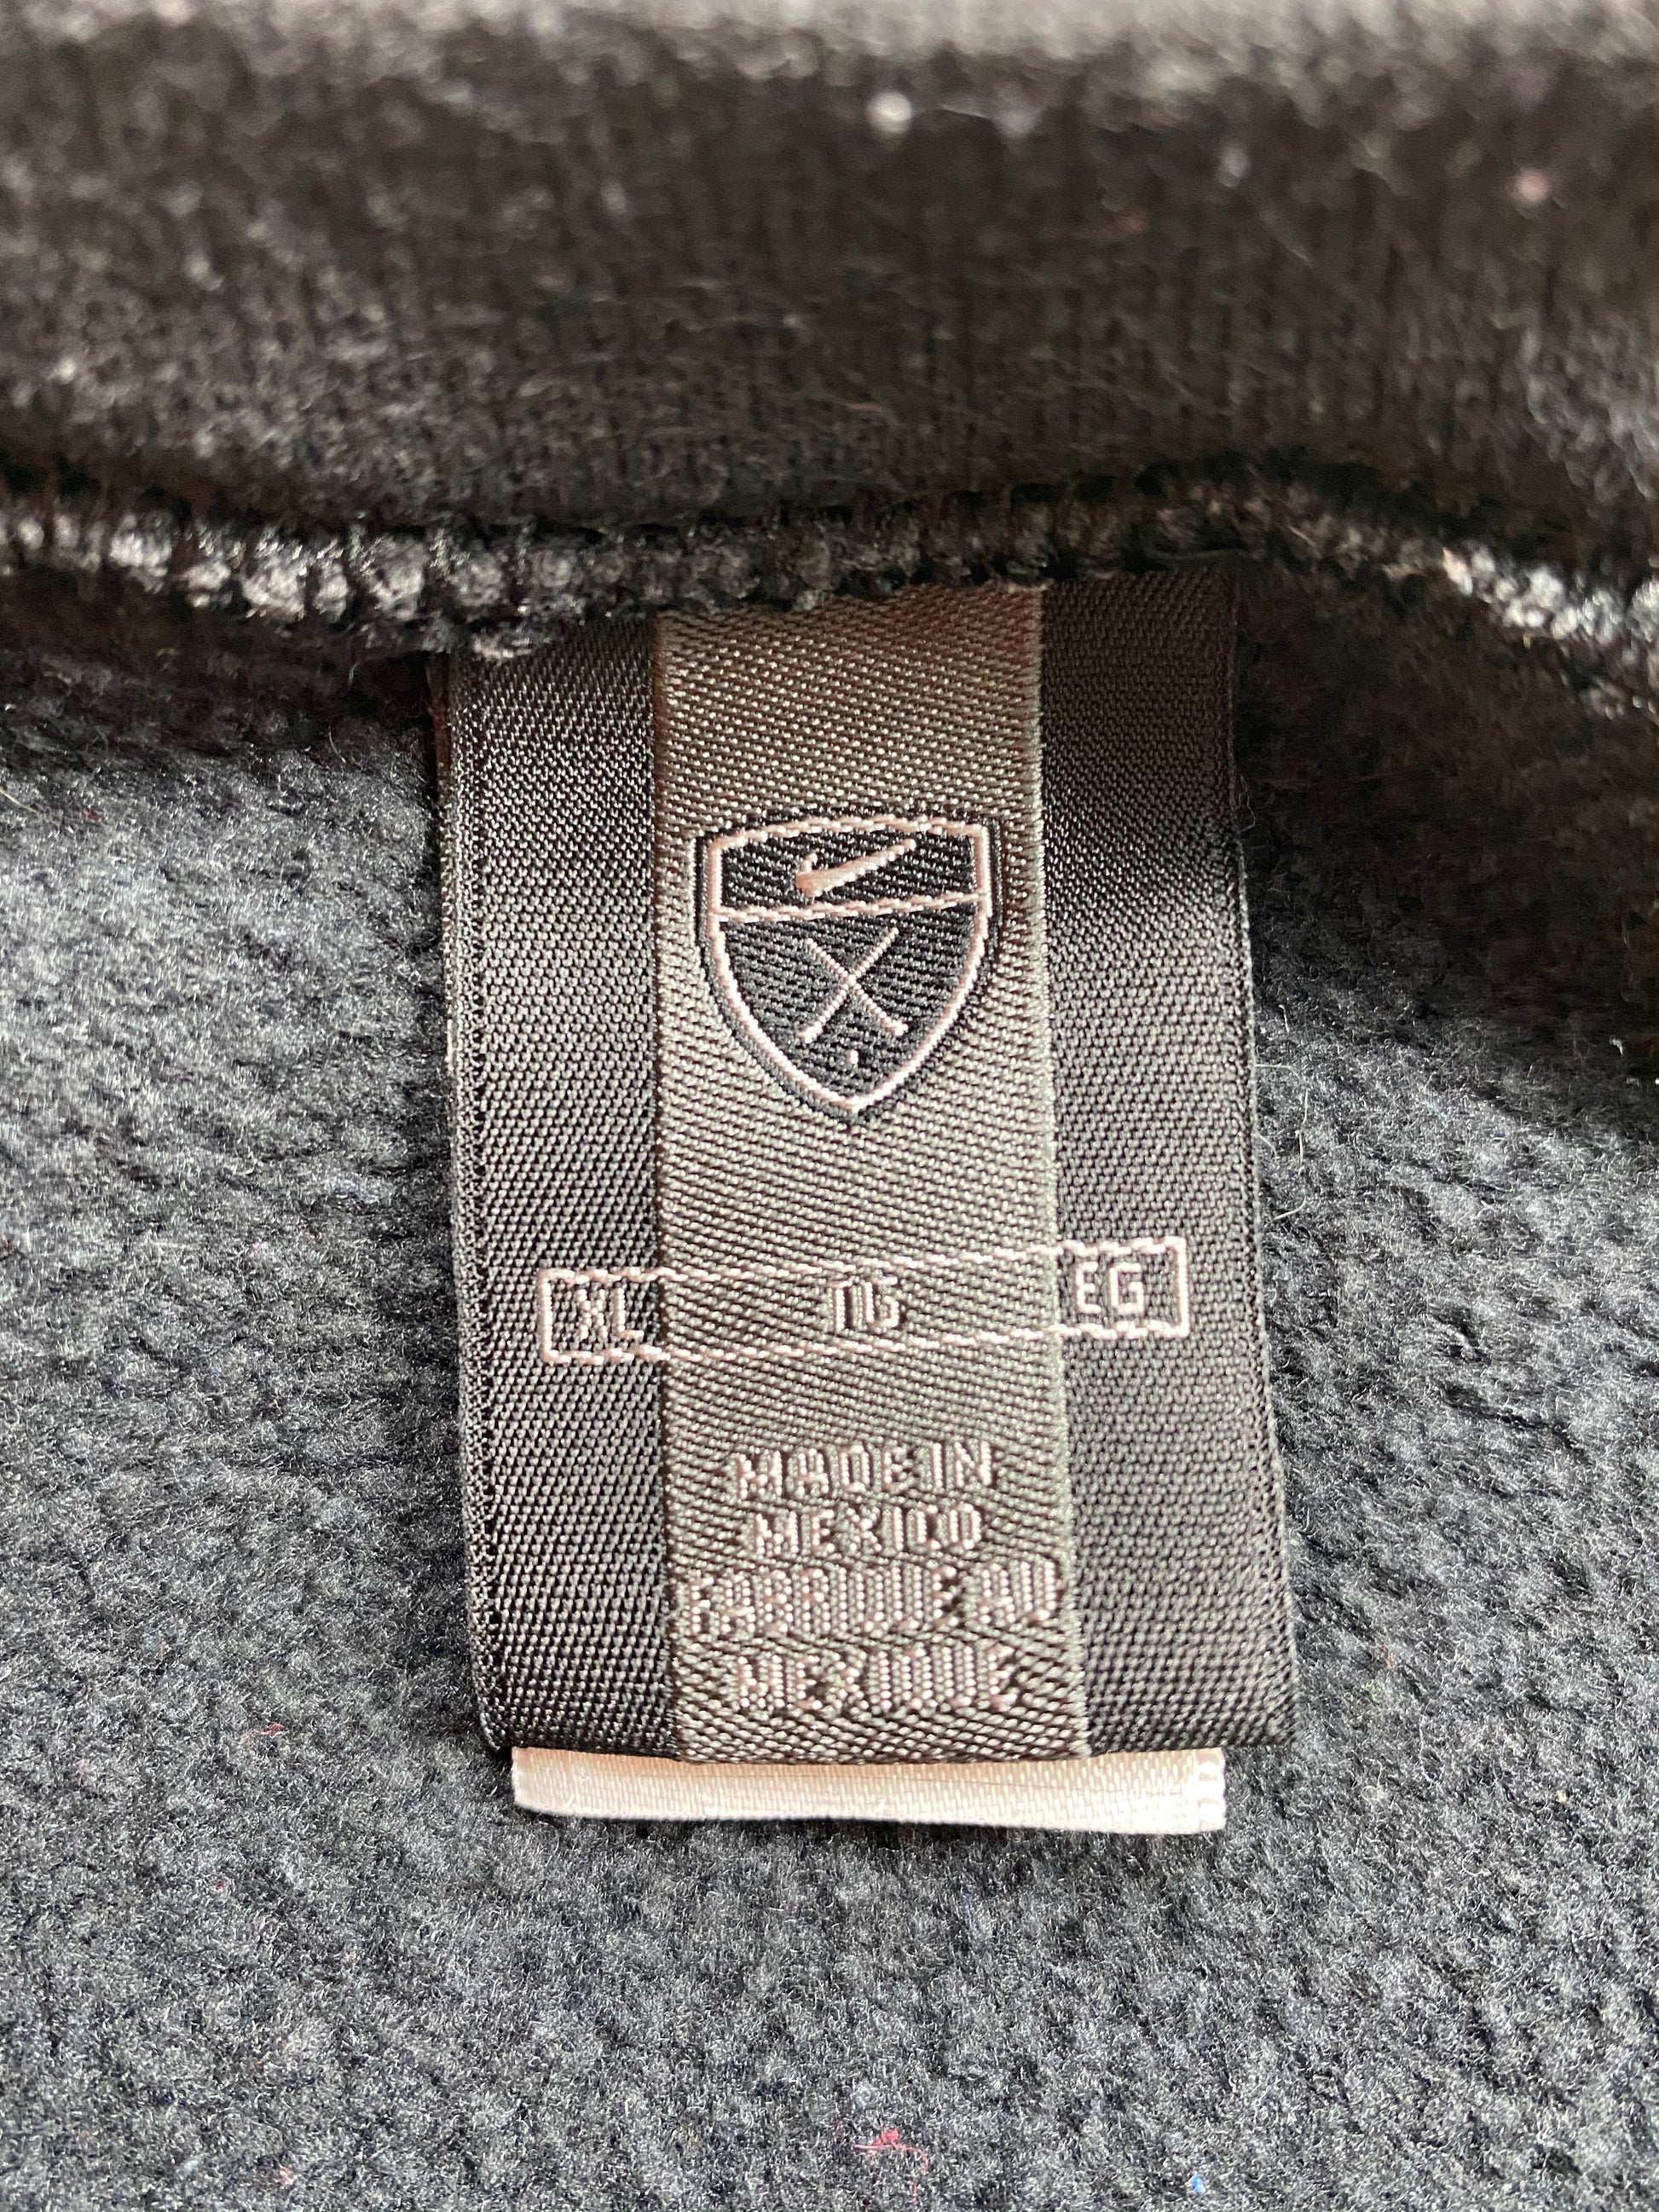 XL TG EG
MADE IN
MEXICO
FABRIQUE AU
MEXIQUE